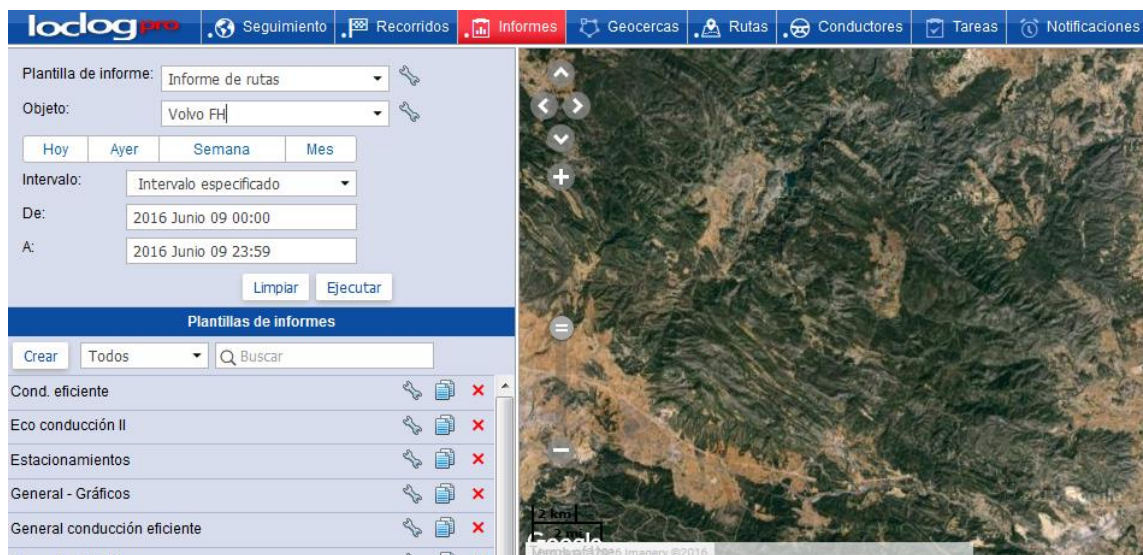 loclog pro Seguimiento Recorridos Informes Geocercas Rutas Conductores Tareas Notificaciones
Plantilla de informe: Informe de rutas
Objeto: Volvo FH
Hoy Ayer Semana Mes
Intervalo: Intervalo especificado
De: 2016 Junio 09 00:00
A: 2016 Junio 09 23:59
Limpiar Ejecutar
Plantillas de informes
Crear Todos Buscar
Cond. eficiente
Eco conducción II
Estacionamientos
General - Gráficos
General conducción eficiente
2 km
Google
Imagery ©2016